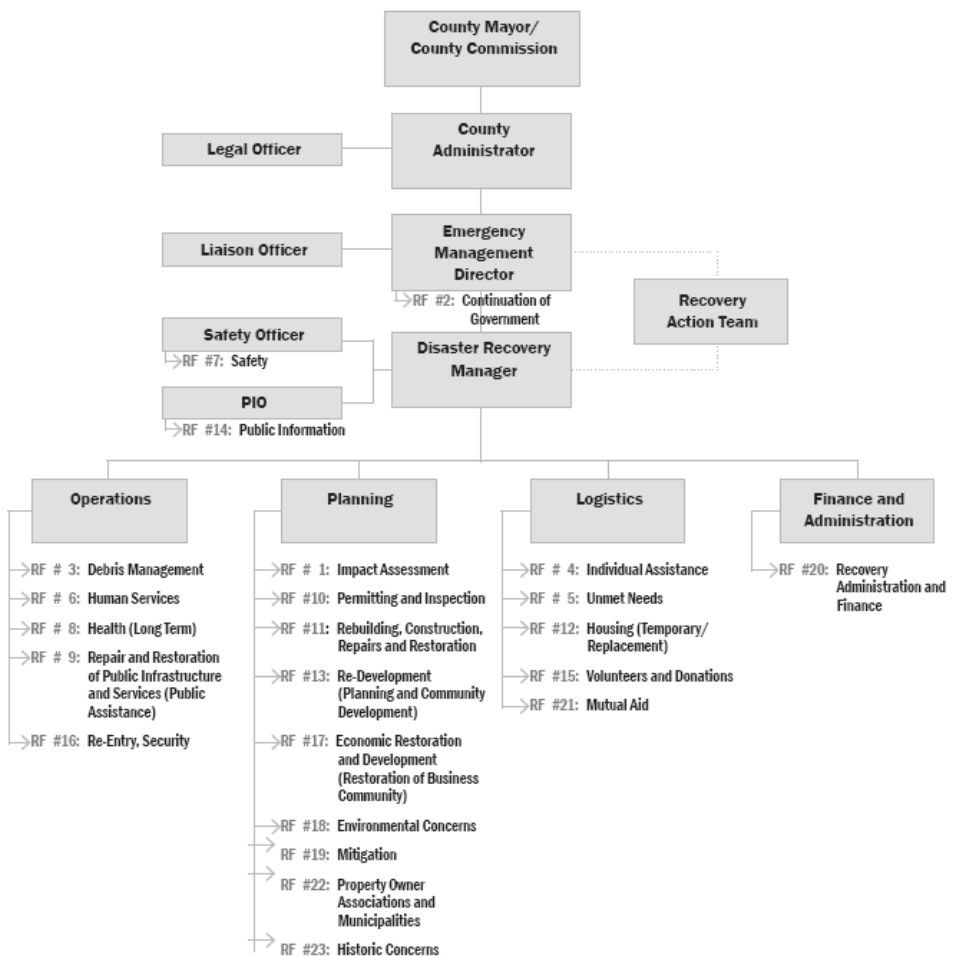 County Mayor/
County Commission
County
Administrator
Legal Officer
Emergency
Management
Director
Liaison Officer
RF #2: Continuation of
Government
Recovery
Action Team
Safety Officer
RF #7: Safety
Disaster Recovery
Manager
PIO
RF #14: Public Information
Operations
RF # 3: Debris Management
RF # 6: Human Services
RF # 8: Health (Long Term)
RF # 9: Repair and Restoration
of Public Infrastructure
and Services (Public
Assistance)
RF #16: Re-Entry, Security
Planning
RF # 1: Impact Assessment
RF #10: Permitting and Inspection
RF #11: Rebuilding, Construction,
Repairs and Restoration
RF #13: Re-Development
(Planning and Community
Development)
RF #17: Economic Restoration
and Development
(Restoration of Business
Community)
RF #18: Environmental Concerns
RF #19: Mitigation
RF #22: Property Owner
Associations and
Municipalities
RF #23: Historic Concerns
Logistics
RF # 4: Individual Assistance
RF # 5: Unmet Needs
RF #12: Housing (Temporary/
Replacement)
RF #15: Volunteers and Donations
RF #21: Mutual Aid
Finance and
Administration
RF #20: Recovery
Administration and
Finance